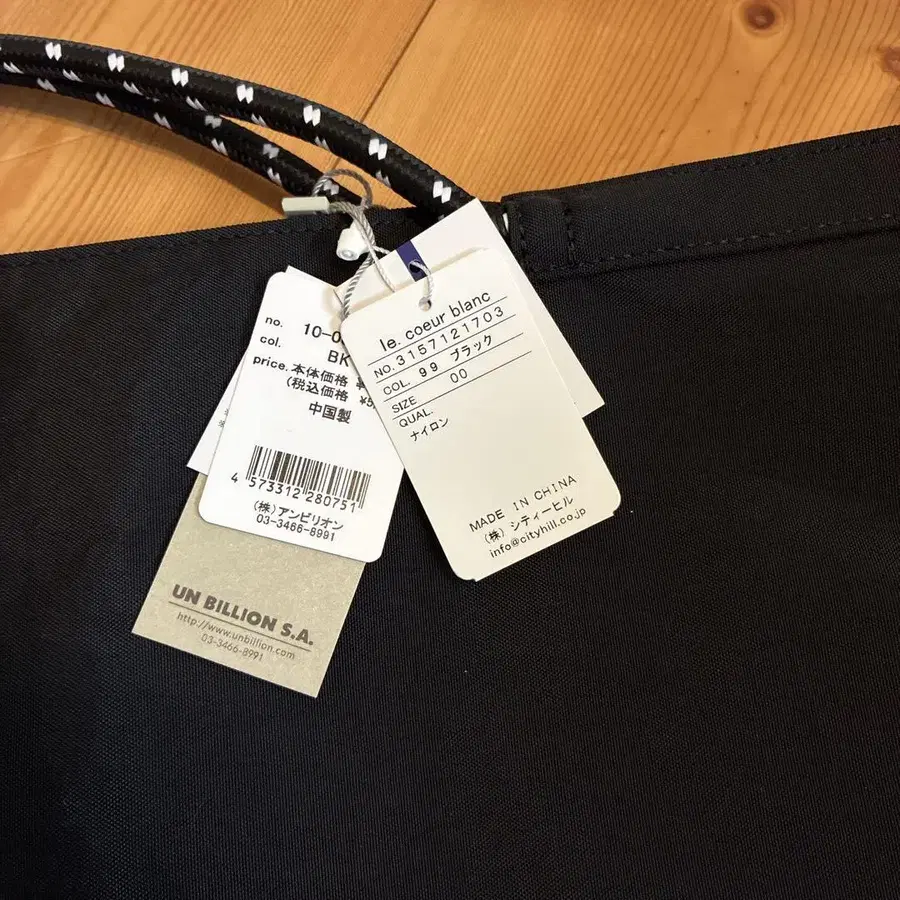 no. 10-0
col. BK
price. 本体価格
(税込価格 ¥5,
中国製
4 573312 280751
(株)アンビリオン
03-3466-8991
le. coeur blanc
NO. 3157121703
COL. 99 ブラック
SIZE 00
QUAL.
ナイロン
MADE IN CHINA
(株) シティーヒル
info@cityhill.co.jp
UN BILLION S.A.
http://www.unbillion.com
03-3466-8991